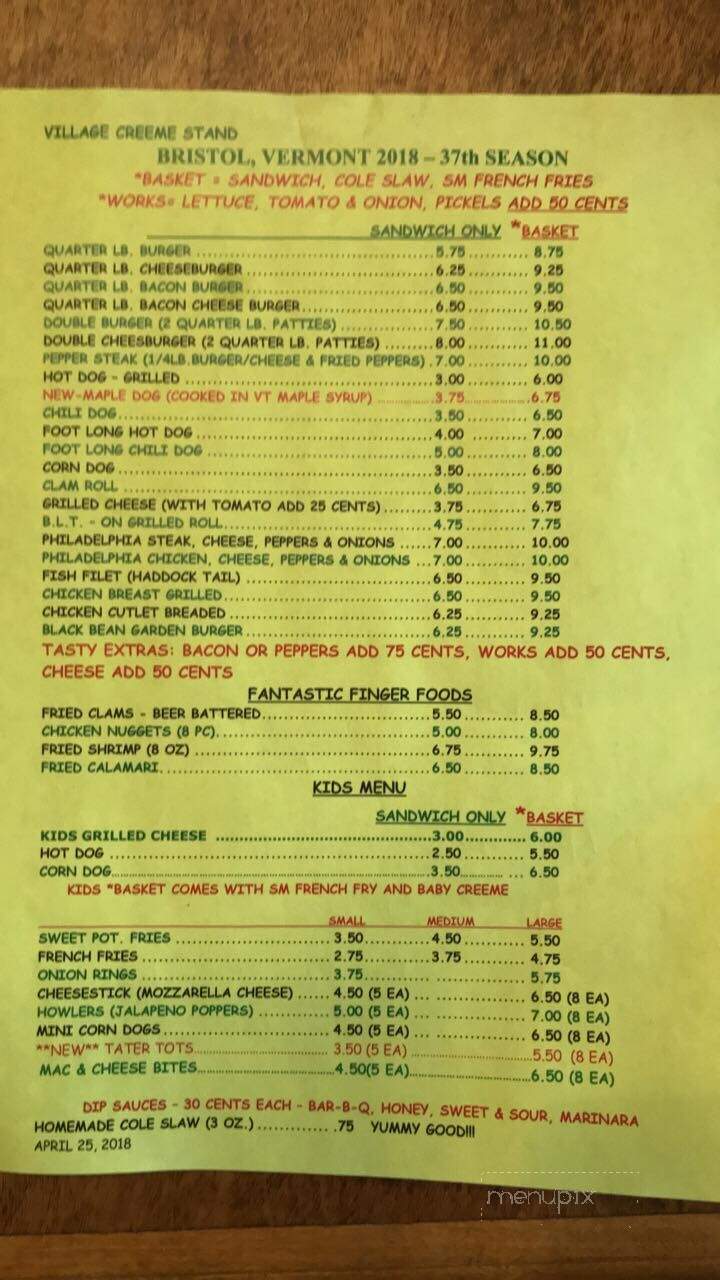 VILLAGE CREEME STAND
BRISTOL, VERMONT 2018 – 37th SEASON
*BASKET = SANDWICH, COLE SLAW, SM FRENCH FRIES
*WORKS= LETTUCE, TOMATO & ONION, PICKELS ADD 50 CENTS
SANDWICH ONLY *BASKET
QUARTER LB. BURGER ........ 5.75 ........ 8.75
QUARTER LB. CHEESEBURGER ........ 6.25 ........ 9.25
QUARTER LB. BACON BURGER ........ 6.50 ........ 9.50
QUARTER LB. BACON CHEESE BURGER ........ 6.50 ........ 9.50
DOUBLE BURGER (2 QUARTER LB. PATTIES) ........ 7.50 ........ 10.50
DOUBLE CHEESBURGER (2 QUARTER LB. PATTIES) ........ 8.00 ........ 11.00
PEPPER STEAK (1/4LB.BURGER/CHEESE & FRIED PEPPERS) .7.00 ........ 10.00
HOT DOG - GRILLED ........ 3.00 ........ 6.00
NEW-MAPLE DOG (COOKED IN VT MAPLE SYRUP) ........ 3.75 ........ 6.75
CHILI DOG ........ 3.50 ........ 6.50
FOOT LONG HOT DOG ........ 4.00 ........ 7.00
FOOT LONG CHILI DOG ........ 5.00 ........ 8.00
CORN DOG ........ 3.50 ........ 6.50
CLAM ROLL ........ 6.50 ........ 9.50
GRILLED CHEESE (WITH TOMATO ADD 25 CENTS) ........ 3.75 ........ 6.75
B.L.T. - ON GRILLED ROLL ........ 4.75 ........ 7.75
PHILADELPHIA STEAK, CHEESE, PEPPERS & ONIONS ......7.00 ........ 10.00
PHILADELPHIA CHICKEN, CHEESE, PEPPERS & ONIONS ...7.00 ........ 10.00
FISH FILET (HADDOCK TAIL) ........ 6.50 ........ 9.50
CHICKEN BREAST GRILLED ........ 6.50 ........ 9.50
CHICKEN CUTLET BREADED ........ 6.25 ........ 9.25
BLACK BEAN GARDEN BURGER ........ 6.25 ........ 9.25
TASTY EXTRAS: BACON OR PEPPERS ADD 75 CENTS, WORKS ADD 50 CENTS,
CHEESE ADD 50 CENTS
FANTASTIC FINGER FOODS
FRIED CLAMS - BEER BATTERED ........ 5.50 ........ 8.50
CHICKEN NUGGETS (8 PC) ........ 5.00 ........ 8.00
FRIED SHRIMP (8 OZ) ........ 6.75 ........ 9.75
FRIED CALAMARI ........ 6.50 ........ 8.50
KIDS MENU
SANDWICH ONLY *BASKET
KIDS GRILLED CHEESE ........ 3.00 ........ 6.00
HOT DOG ........ 2.50 ........ 5.50
CORN DOG ........ 3.50 ........ 6.50
KIDS *BASKET COMES WITH SM FRENCH FRY AND BABY CREEME
SMALL MEDIUM LARGE
SWEET POT. FRIES ........ 3.50 ........ 4.50 ........ 5.50
FRENCH FRIES ........ 2.75 ........ 3.75 ........ 4.75
ONION RINGS ........ 3.75 ........ 5.75
CHEESESTICK (MOZZARELLA CHEESE) ...... 4.50 (5 EA) ........ 6.50 (8 EA)
HOWLERS (JALAPENO POPPERS) ........ 5.00 (5 EA) ........ 7.00 (8 EA)
MINI CORN DOGS ........ 4.50 (5 EA) ........ 6.50 (8 EA)
**NEW** TATER TOTS ........ 3.50 (5 EA) ........ 5.50 (8 EA)
MAC & CHEESE BITES ........ 4.50(5 EA) ........ 6.50 (8 EA)
DIP SAUCES - 30 CENTS EACH - BAR-B-Q, HONEY, SWEET & SOUR, MARINARA
HOMEMADE COLE SLAW (3 OZ.) ............ .75 YUMMY GOOD!!!
APRIL 25, 2018
menupix